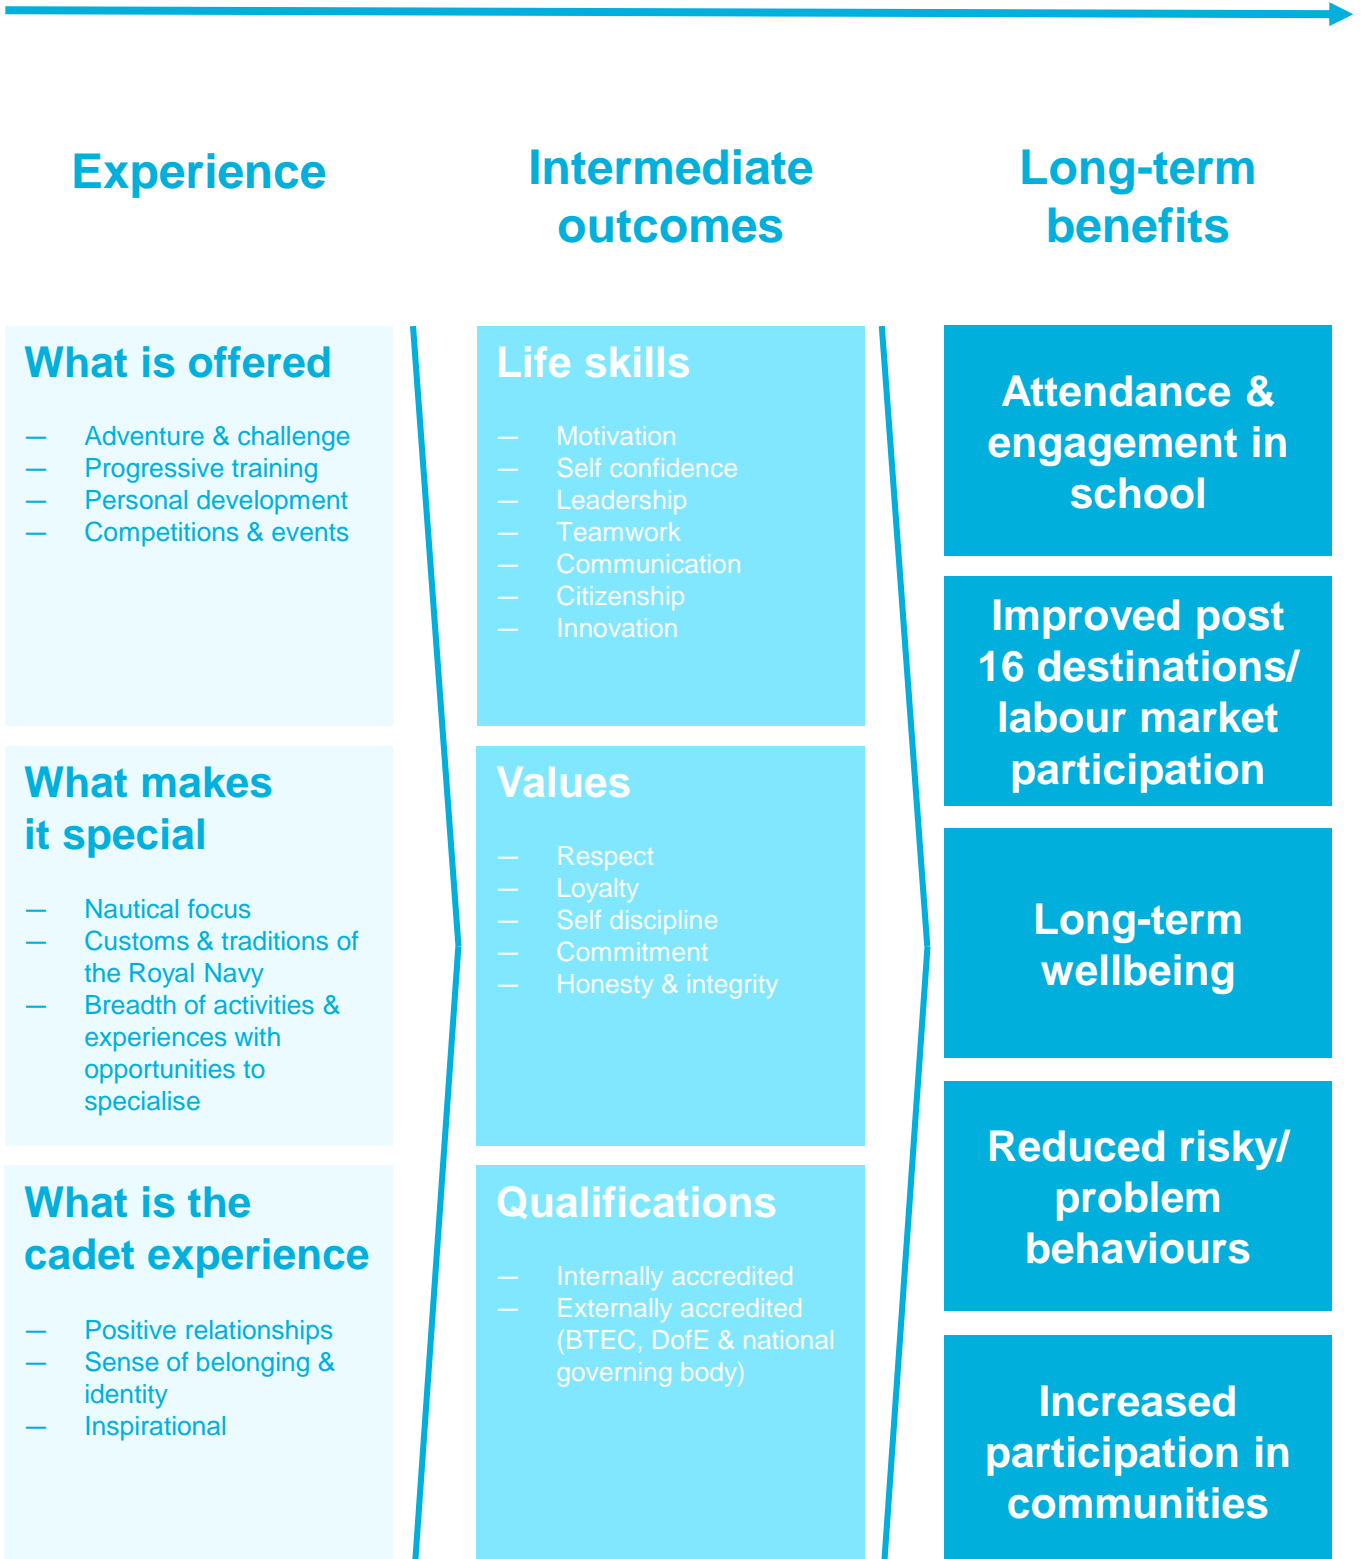 Experience
Intermediate
outcomes
Long-term
benefits
What is offered
— Adventure & challenge
— Progressive training
— Personal development
— Competitions & events
What makes
it special
— Nautical focus
— Customs & traditions of
the Royal Navy
— Breadth of activities &
experiences with
opportunities to
specialise
What is the
cadet experience
— Positive relationships
— Sense of belonging &
identity
— Inspirational
Life skills
— Motivation
— Self confidence
— Leadership
— Teamwork
— Communication
— Citizenship
— Innovation
Values
— Respect
— Loyalty
— Self discipline
— Commitment
— Honesty & integrity
Qualifications
— Internally accredited
— Externally accredited
(BTEC, DofE & national
governing body)
Attendance &
engagement in
school
Improved post
16 destinations/
labour market
participation
Long-term
wellbeing
Reduced risky/
problem
behaviours
Increased
participation in
communities